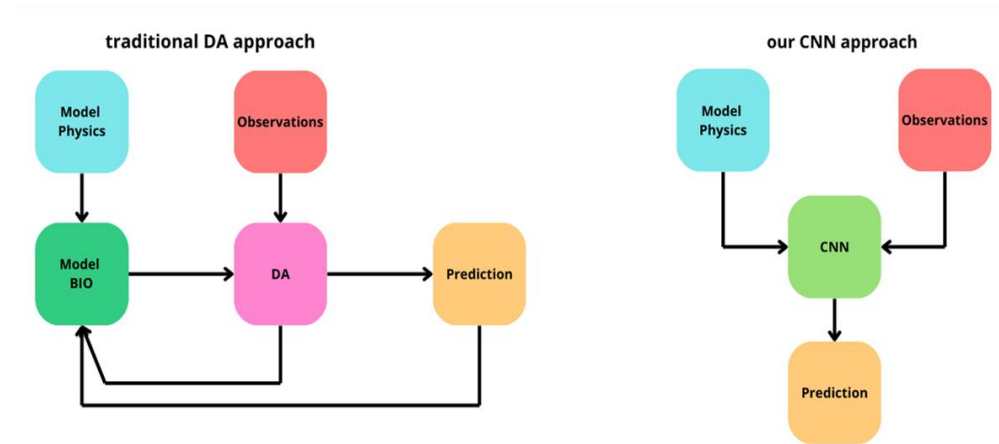 traditional DA approach
our CNN approach
Model
Physics
Observations
Model
Physics
Observations
Model
BIO
DA
Prediction
CNN
Prediction